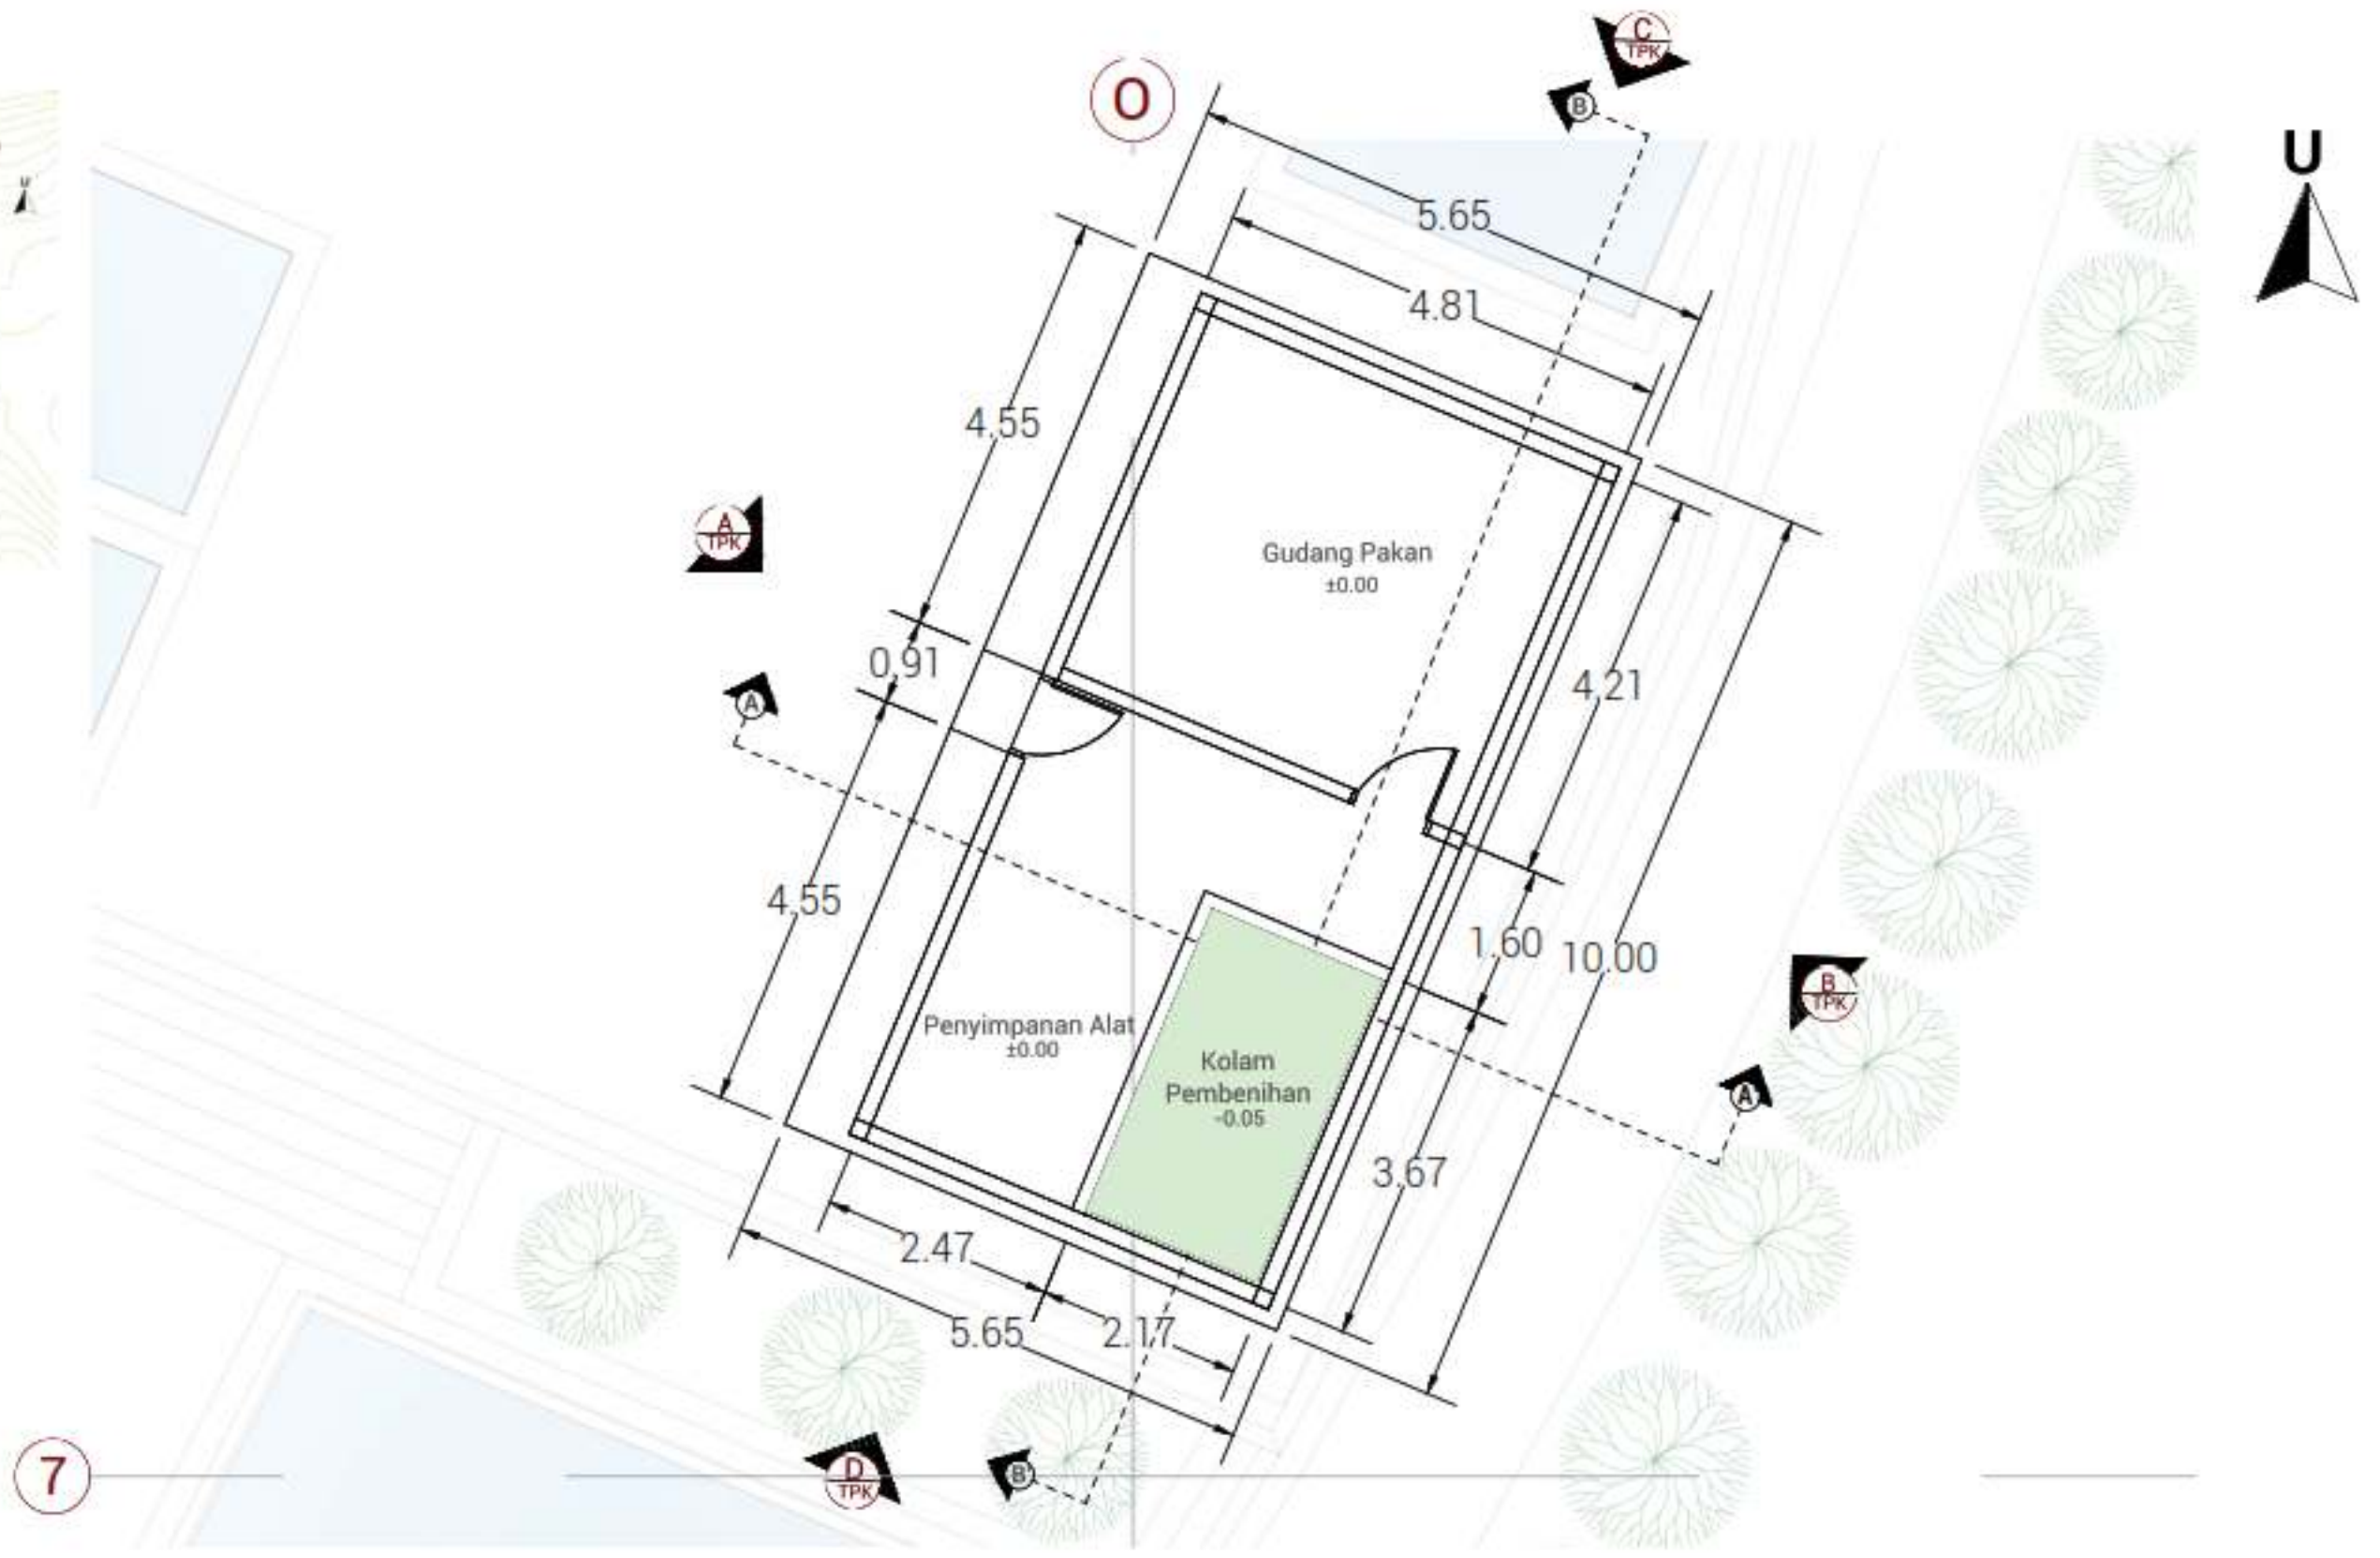 C
TPK
O
B
U
5.65
4.81
4.55
Gudang Pakan
±0.00
A
TPK
0,91
4,21
A
4,55
1.60
10.00
B
TPK
Penyimpanan Alat
±0.00
Kolam
Pembenihan
-0.05
A'
3.67
2.47
5.65
2.17
7
D
TPK
B'